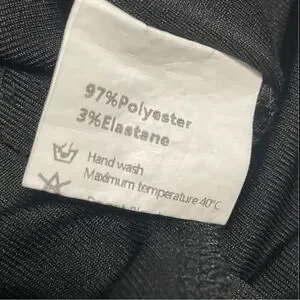 97%Polyester
3%Elastane
Hand wash
Maximum temperature 40°C